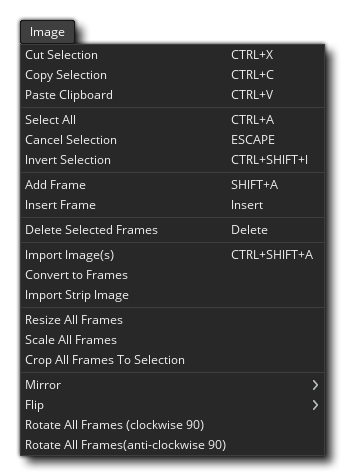 Image
Cut Selection CTRL+X
Copy Selection CTRL+C
Paste Clipboard CTRL+V
Select All CTRL+A
Cancel Selection ESCAPE
Invert Selection CTRL+SHIFT+I
Add Frame SHIFT+A
Insert Frame Insert
Delete Selected Frames Delete
Import Image(s) CTRL+SHIFT+A
Convert to Frames
Import Strip Image
Resize All Frames
Scale All Frames
Crop All Frames To Selection
Mirror
Flip
Rotate All Frames (clockwise 90)
Rotate All Frames(anti-clockwise 90)